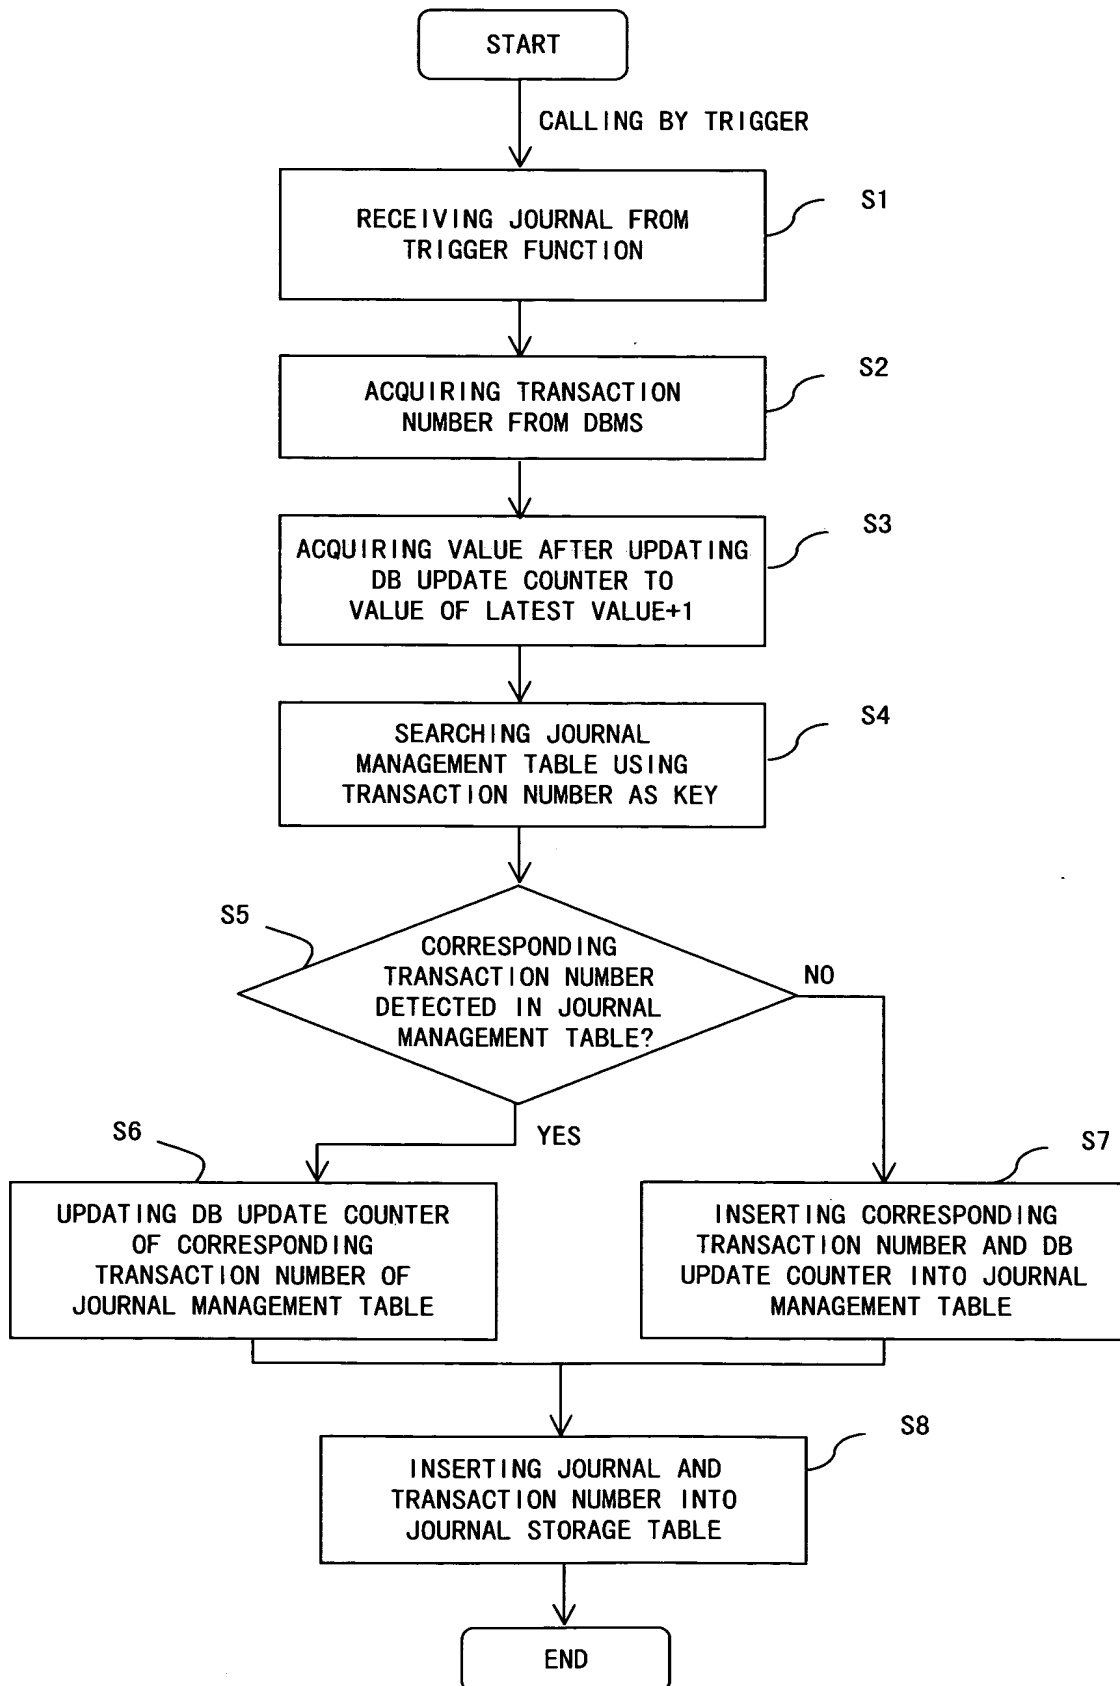 START
CALLING BY TRIGGER
S1
RECEIVING JOURNAL FROM
TRIGGER FUNCTION
S2
ACQUIRING TRANSACTION
NUMBER FROM DBMS
S3
ACQUIRING VALUE AFTER UPDATING
DB UPDATE COUNTER TO
VALUE OF LATEST VALUE+1
S4
SEARCHING JOURNAL
MANAGEMENT TABLE USING
TRANSACTION NUMBER AS KEY
S5
CORRESPONDING
TRANSACTION NUMBER
DETECTED IN JOURNAL
MANAGEMENT TABLE?
NO
YES
S6
UPDATING DB UPDATE COUNTER
OF CORRESPONDING
TRANSACTION NUMBER OF
JOURNAL MANAGEMENT TABLE
S7
INSERTING CORRESPONDING
TRANSACTION NUMBER AND DB
UPDATE COUNTER INTO JOURNAL
MANAGEMENT TABLE
S8
INSERTING JOURNAL AND
TRANSACTION NUMBER INTO
JOURNAL STORAGE TABLE
END